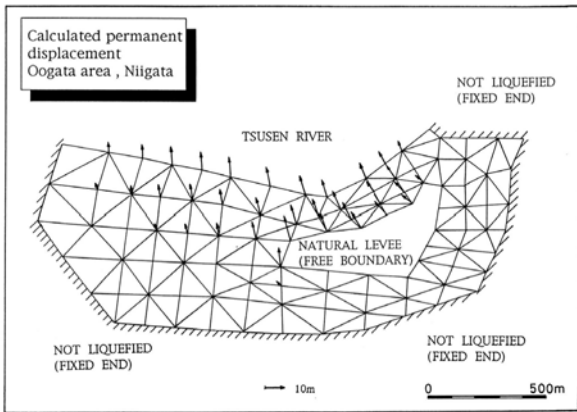 Calculated permanent
displacement
Oogata area , Niigata
NOT LIQUEFIED
(FIXED END)
TSUSEN RIVER
NATURAL LEVEE
(FREE BOUNDARY)
NOT LIQUEFIED
(FIXED END)
NOT LIQUEFIED
(FIXED END)
10m
0 500m